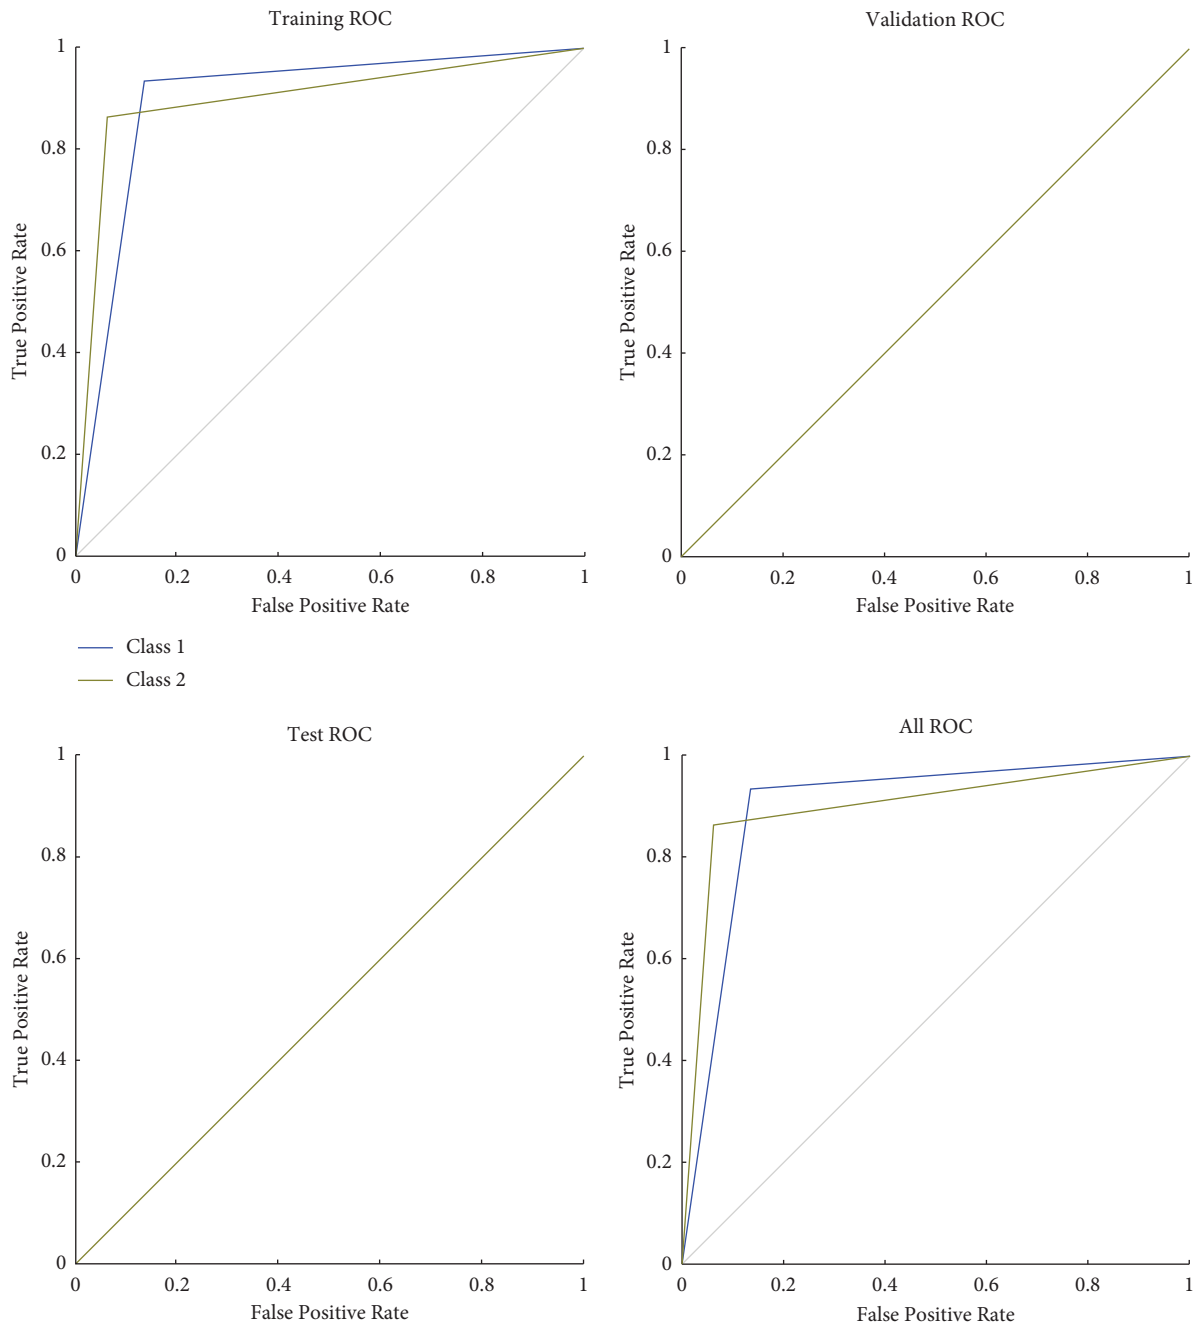 Training ROC
1
0.8
0.6
0.4
0.2
0
True Positive Rate
0 0.2 0.4 0.6 0.8 1
False Positive Rate
Class 1
Class 2
Validation ROC
1
0.8
0.6
0.4
0.2
0
True Positive Rate
0 0.2 0.4 0.6 0.8 1
False Positive Rate
Test ROC
1
0.8
0.6
0.4
0.2
0
True Positive Rate
0 0.2 0.4 0.6 0.8 1
False Positive Rate
All ROC
1
0.8
0.6
0.4
0.2
0
True Positive Rate
0 0.2 0.4 0.6 0.8 1
False Positive Rate